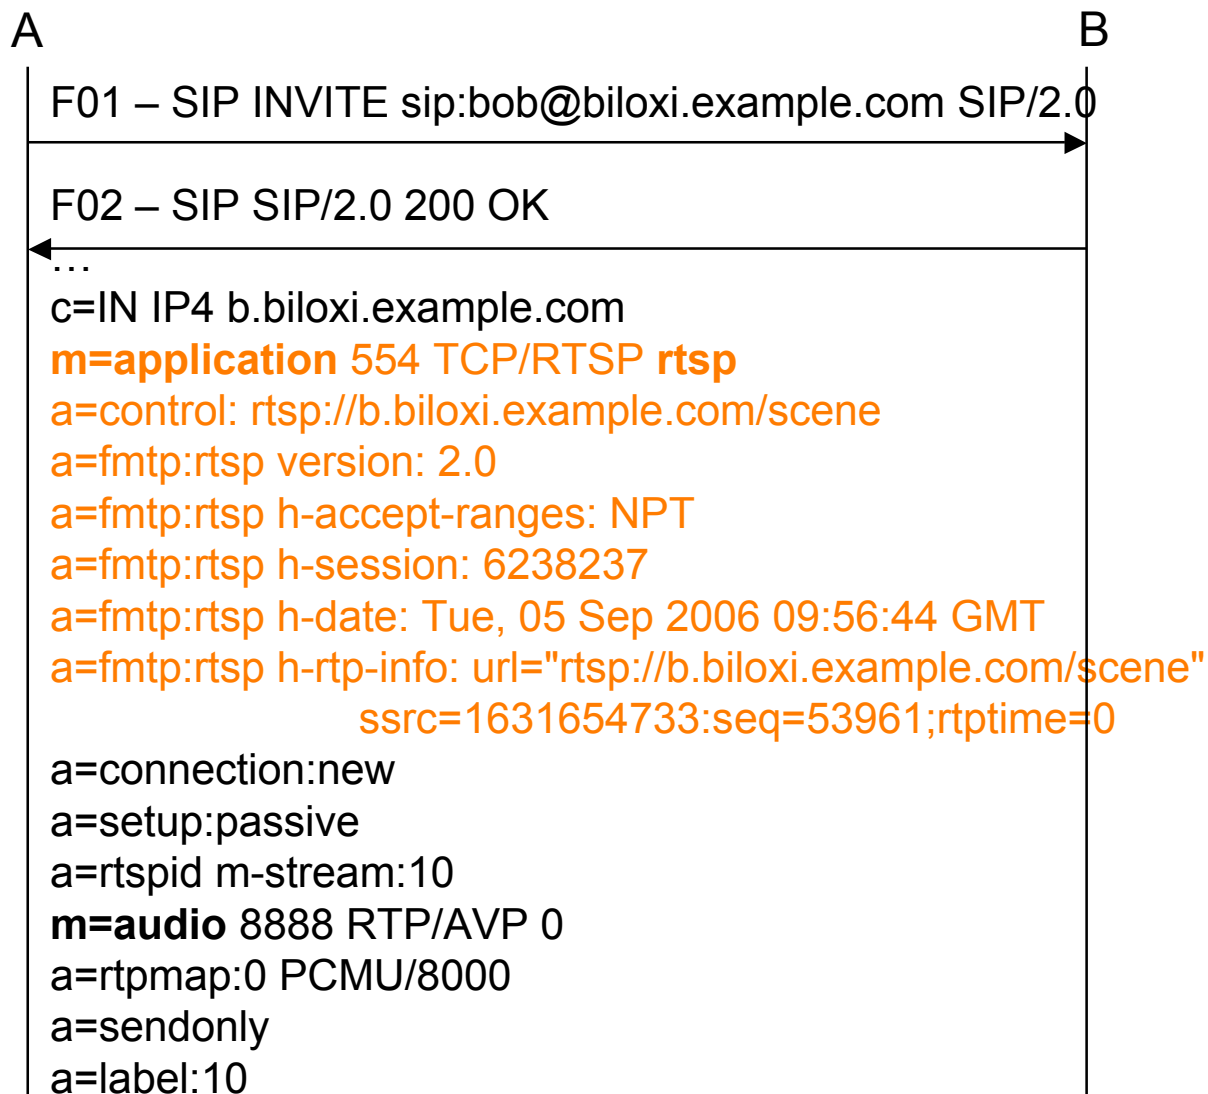 A B
F01 – SIP INVITE sip:bob@biloxi.example.com SIP/2.0
F02 – SIP SIP/2.0 200 OK
…
c=IN IP4 b.biloxi.example.com
m=application 554 TCP/RTSP rtsp
a=control: rtsp://b.biloxi.example.com/scene
a=fmtp:rtsp version: 2.0
a=fmtp:rtsp h-accept-ranges: NPT
a=fmtp:rtsp h-session: 6238237
a=fmtp:rtsp h-date: Tue, 05 Sep 2006 09:56:44 GMT
a=fmtp:rtsp h-rtp-info: url="rtsp://b.biloxi.example.com/scene"
ssrc=1631654733:seq=53961;rtptime=0
a=connection:new
a=setup:passive
a=rtspid m-stream:10
m=audio 8888 RTP/AVP 0
a=rtpmap:0 PCMU/8000
a=sendonly
a=label:10